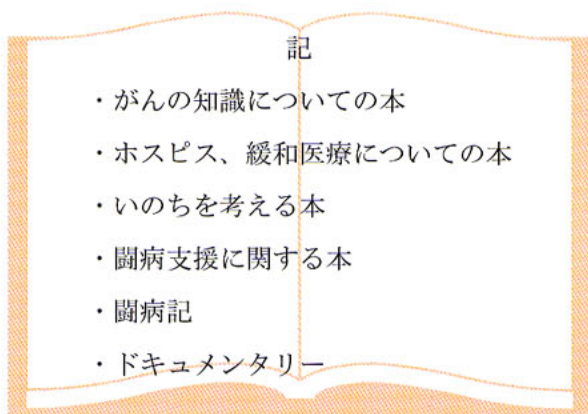 記
・がんの知識についての本
・ホスピス、緩和医療についての本
・いのちを考える本
・闘病支援に関する本
・闘病記
・ドキュメンタリー